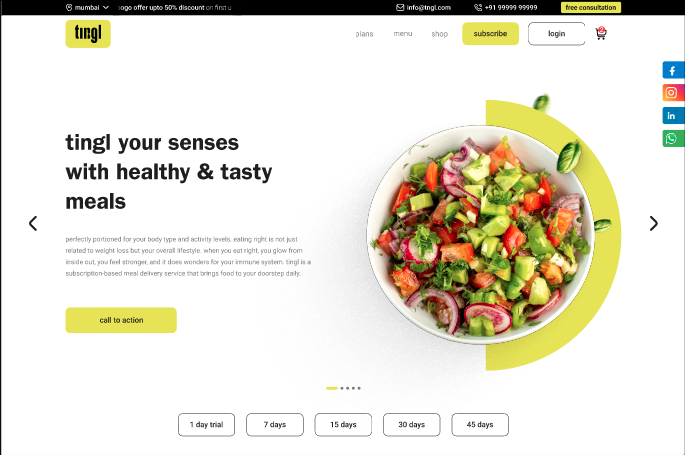 mumbai
ogo offer upto 50% discount on first u
info@tingl.com
+91 99999 99999
free consultation
tingl
plans
menu
shop
subscribe
login
tingl your senses
with healthy & tasty
meals
perfectly portioned for your body type and activity levels. eating right is not just
related to weight loss but your overall lifestyle. when you eat right, you glow from
inside out, you feel stronger, and it does wonders for your immune system. tingl is a
subscription-based meal delivery service that brings food to your doorstep daily.
call to action
1 day trial
7 days
15 days
30 days
45 days